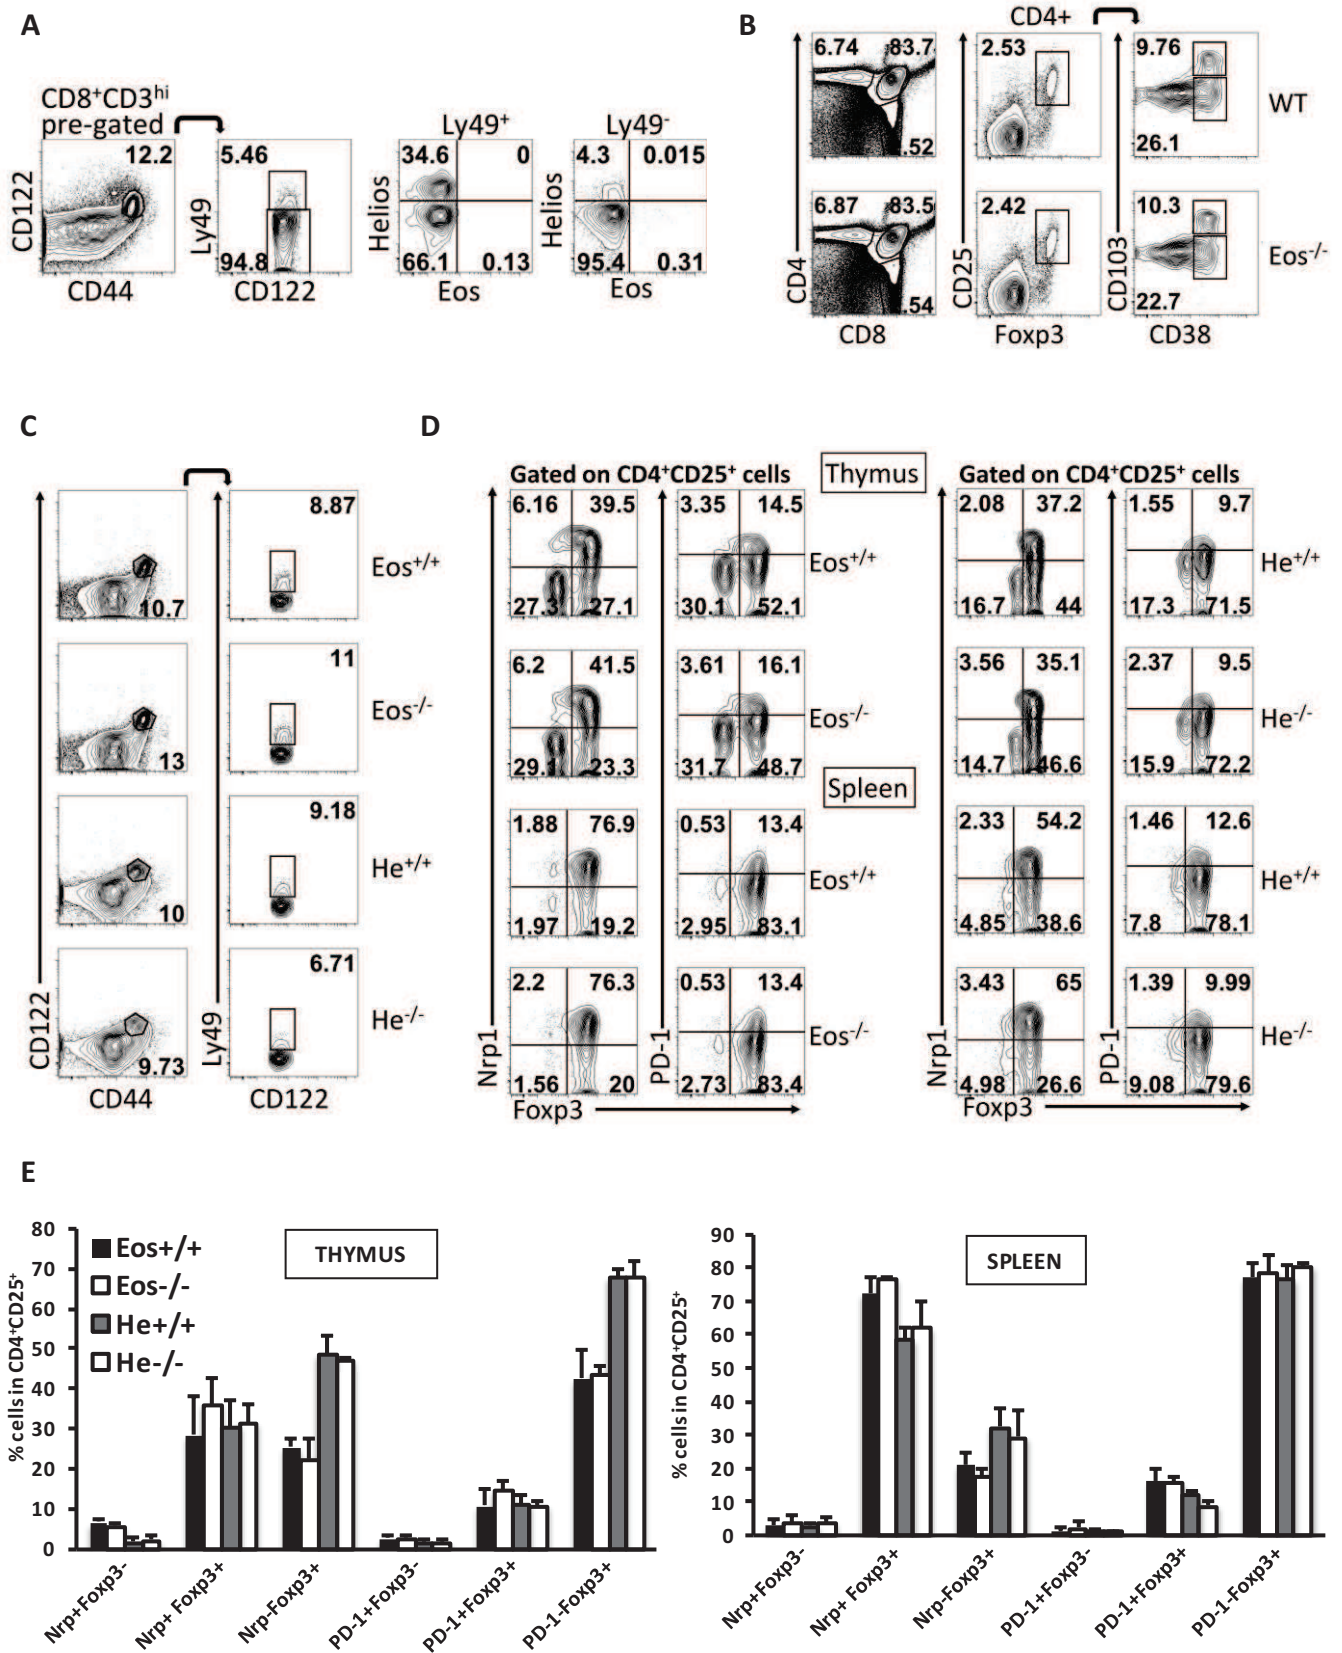 A
CD8+CD3hi
pre-gated
12.2
CD122
CD44
5.46
94.8
Ly49
CD122
Ly49+
34.6 0
66.1 0.13
Helios
Eos
Ly49-
4.3 0.015
95.4 0.31
Helios
Eos
B
CD4+
6.74 83.7
.52
2.53
9.76
26.1
WT
6.87 83.5
.54
2.42
10.3
22.7
Eos-/-
CD4
CD8
CD25
Foxp3
CD103
CD38
C
10.7
8.87
Eos+/+
13
11
Eos-/-
10
9.18
He+/+
9.73
6.71
He-/-
CD122
CD44
Ly49
CD122
D
Gated on CD4+CD25+ cells
Thymus
Gated on CD4+CD25+ cells
6.16 39.5
27.3 27.1
3.35 14.5
30.1 52.1
Eos+/+
2.08 37.2
16.7 44
1.55 9.7
17.3 71.5
He+/+
6.2 41.5
29.1 23.3
3.61 16.1
31.7 48.7
Eos-/-
3.56 35.1
14.7 46.6
2.37 9.5
15.9 72.2
He-/-
Spleen
1.88 76.9
1.97 19.2
0.53 13.4
2.95 83.1
Eos+/+
2.33 54.2
4.85 38.6
1.46 12.6
7.8 78.1
He+/+
2.2 76.3
1.56 20
0.53 13.4
2.73 83.4
Eos-/-
3.43 65
4.98 26.6
1.39 9.99
9.08 79.6
He-/-
Nrp1
PD-1
Foxp3
Nrp1
PD-1
Foxp3
E
THYMUS
Eos+/+
Eos-/-
He+/+
He-/-
% cells in CD4+CD25+
80
70
60
50
40
30
20
10
0
Nrp+Foxp3-
Nrp+ Foxp3+
Nrp-Foxp3+
PD-1+Foxp3-
PD-1+Foxp3+
PD-1-Foxp3+
SPLEEN
% cells in CD4+CD25+
90
80
70
60
50
40
30
20
10
0
Nrp+Foxp3-
Nrp+ Foxp3+
Nrp-Foxp3+
PD-1+Foxp3-
PD-1+Foxp3+
PD-1-Foxp3+